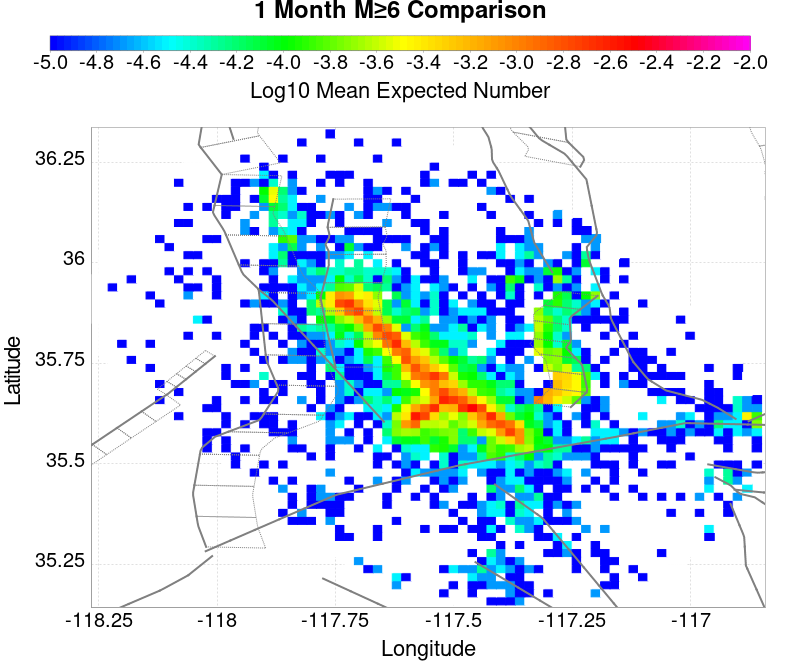 1 Month M≥6 Comparison
-5.0 -4.8 -4.6 -4.4 -4.2 -4.0 -3.8 -3.6 -3.4 -3.2 -3.0 -2.8 -2.6 -2.4 -2.2 -2.0
Log10 Mean Expected Number
36.25
36
35.75
35.5
35.25
Latitude
-118.25 -118 -117.75 -117.5 -117.25 -117
Longitude